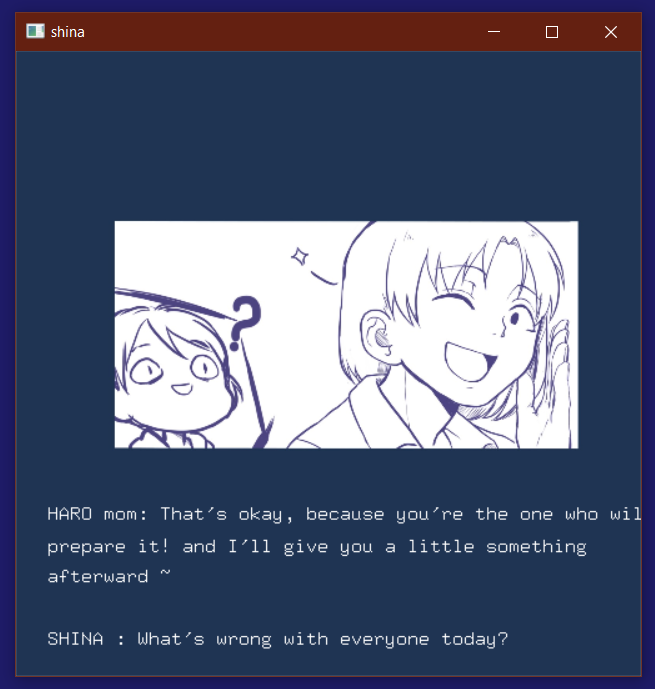 shina
?
HARO mom: That's okay, because you're the one who wil
prepare it! and I'll give you a little something
afterward ~
SHINA : What's wrong with everyone today?